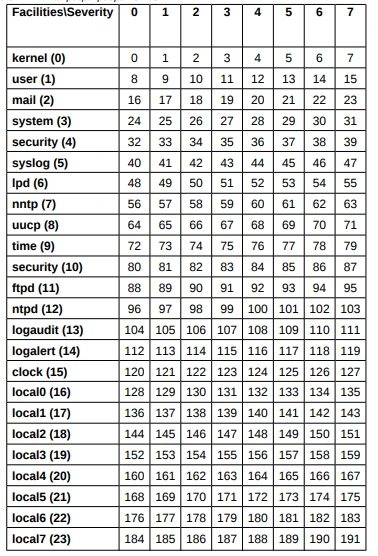 Facilities\Severity 0 1 2 3 4 5 6 7
kernel (0) 0 1 2 3 4 5 6 7
user (1) 8 9 10 11 12 13 14 15
mail (2) 16 17 18 19 20 21 22 23
system (3) 24 25 26 27 28 29 30 31
security (4) 32 33 34 35 36 37 38 39
syslog (5) 40 41 42 43 44 45 46 47
lpd (6) 48 49 50 51 52 53 54 55
nntp (7) 56 57 58 59 60 61 62 63
uucp (8) 64 65 66 67 68 69 70 71
time (9) 72 73 74 75 76 77 78 79
security (10) 80 81 82 83 84 85 86 87
ftpd (11) 88 89 90 91 92 93 94 95
ntpd (12) 96 97 98 99 100 101 102 103
logaudit (13) 104 105 106 107 108 109 110 111
logalert (14) 112 113 114 115 116 117 118 119
clock (15) 120 121 122 123 124 125 126 127
local0 (16) 128 129 130 131 132 133 134 135
local1 (17) 136 137 138 139 140 141 142 143
local2 (18) 144 145 146 147 148 149 150 151
local3 (19) 152 153 154 155 156 157 158 159
local4 (20) 160 161 162 163 164 165 166 167
local5 (21) 168 169 170 171 172 173 174 175
local6 (22) 176 177 178 179 180 181 182 183
local7 (23) 184 185 186 187 188 189 190 191